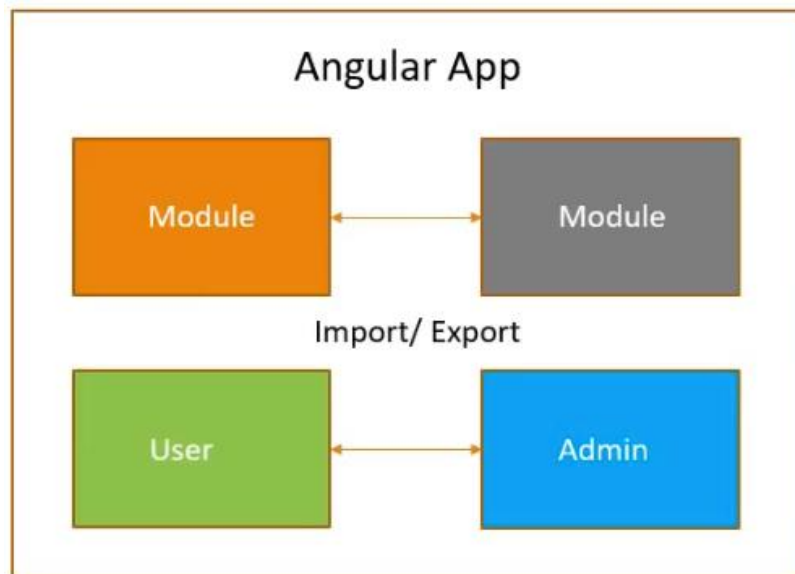 Angular App
Module
Module
Import/ Export
User
Admin